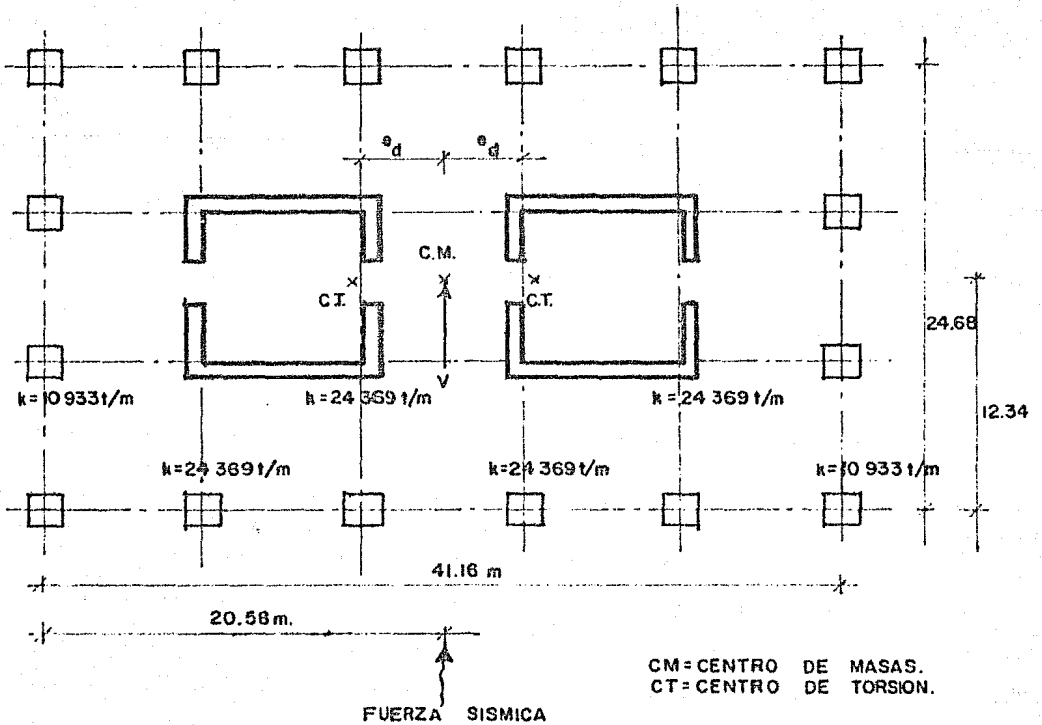 e_d e_d
C.M.
C.T. C.T.
24.68
V
k=10 933 t/m k=24 369 t/m k=24 369 t/m
12.34
k=24 369 t/m k=24 369 t/m k=10 933 t/m
41.16 m
20.58 m.
CM=CENTRO DE MASAS.
CT=CENTRO DE TORSION.
FUERZA SISMICA